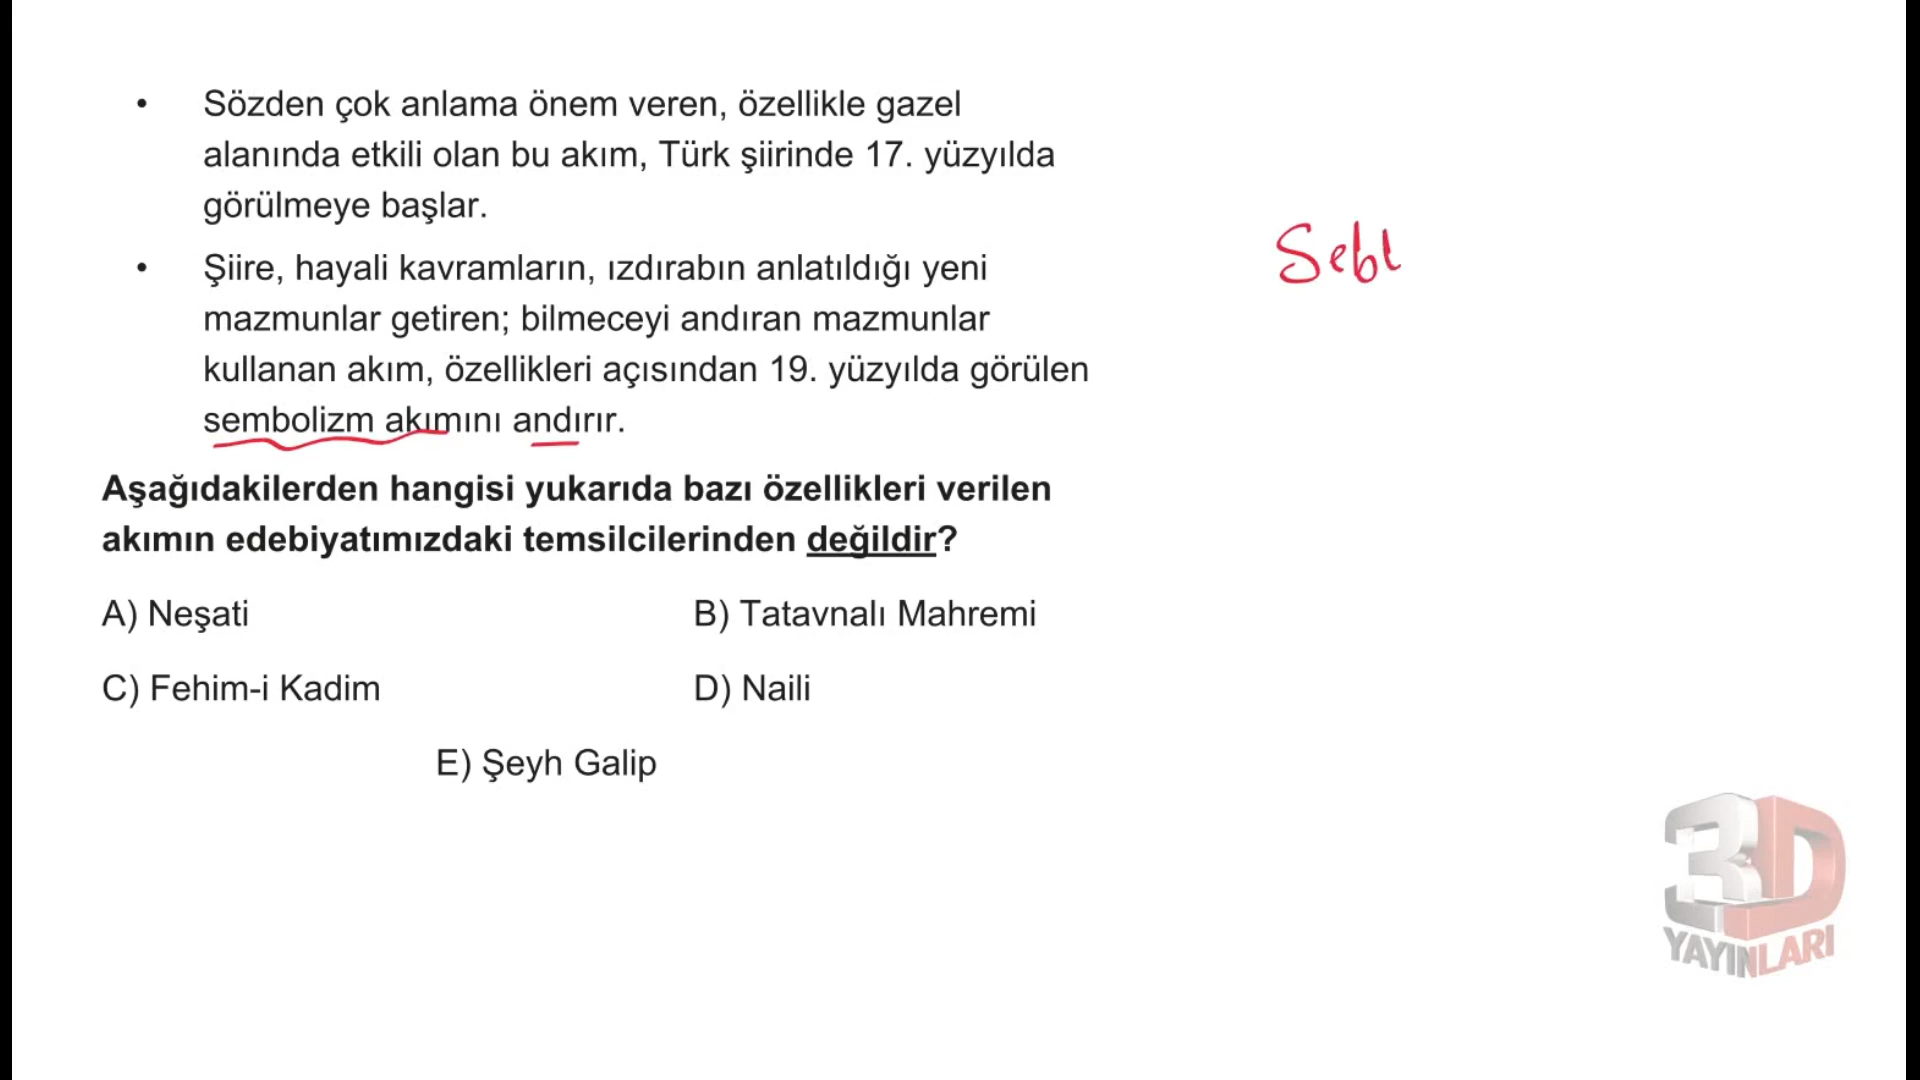 • Sözden çok anlama önem veren, özellikle gazel
alanında etkili olan bu akım, Türk şiirinde 17. yüzyılda
görülmeye başlar.
• Şiire, hayali kavramların, ızdırabın anlatıldığı yeni
mazmunlar getiren; bilmeceyi andıran mazmunlar
kullanan akım, özellikleri açısından 19. yüzyılda görülen
sembolizm akımını andırır.
Sebı
Aşağıdakilerden hangisi yukarıda bazı özellikleri verilen
akımın edebiyatımızdaki temsilcilerinden değildir?
A) Neşati B) Tatavnalı Mahremi
C) Fehim-i Kadim D) Naili
E) Şeyh Galip
3D
YAYINLARI